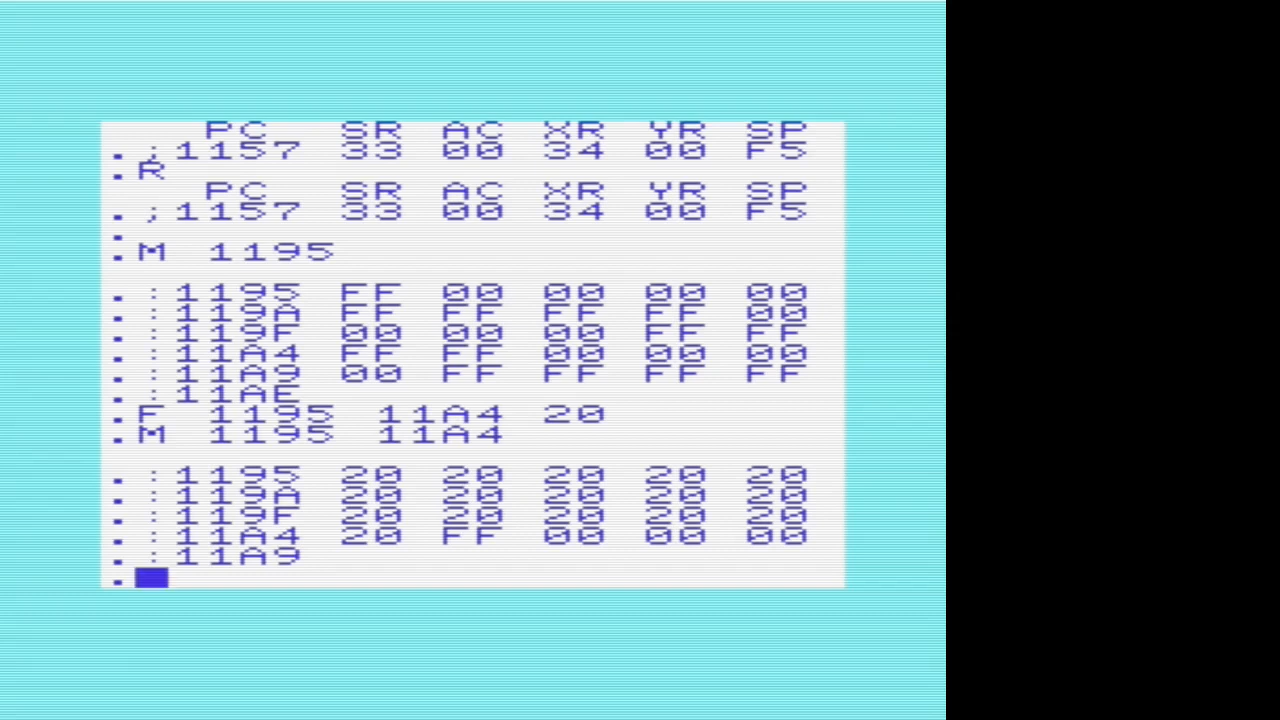 PC SR AC XR YR SP
.;1157 33 00 34 00 F5
.R
PC SR AC XR YR SP
.;1157 33 00 34 00 F5
.
.M 1195
.:1195 FF 00 00 00 00
.:119A FF FF FF FF 00
.:119F 00 00 00 FF FF
.:11A4 FF FF 00 00 00
.:11A9 00 FF FF FF FF
.:11AE
.F 1195 11A4 20
.M 1195 11A4
.:1195 20 20 20 20 20
.:119A 20 20 20 20 20
.:119F 20 20 20 20 20
.:11A4 20 FF 00 00 00
.:11A9
.